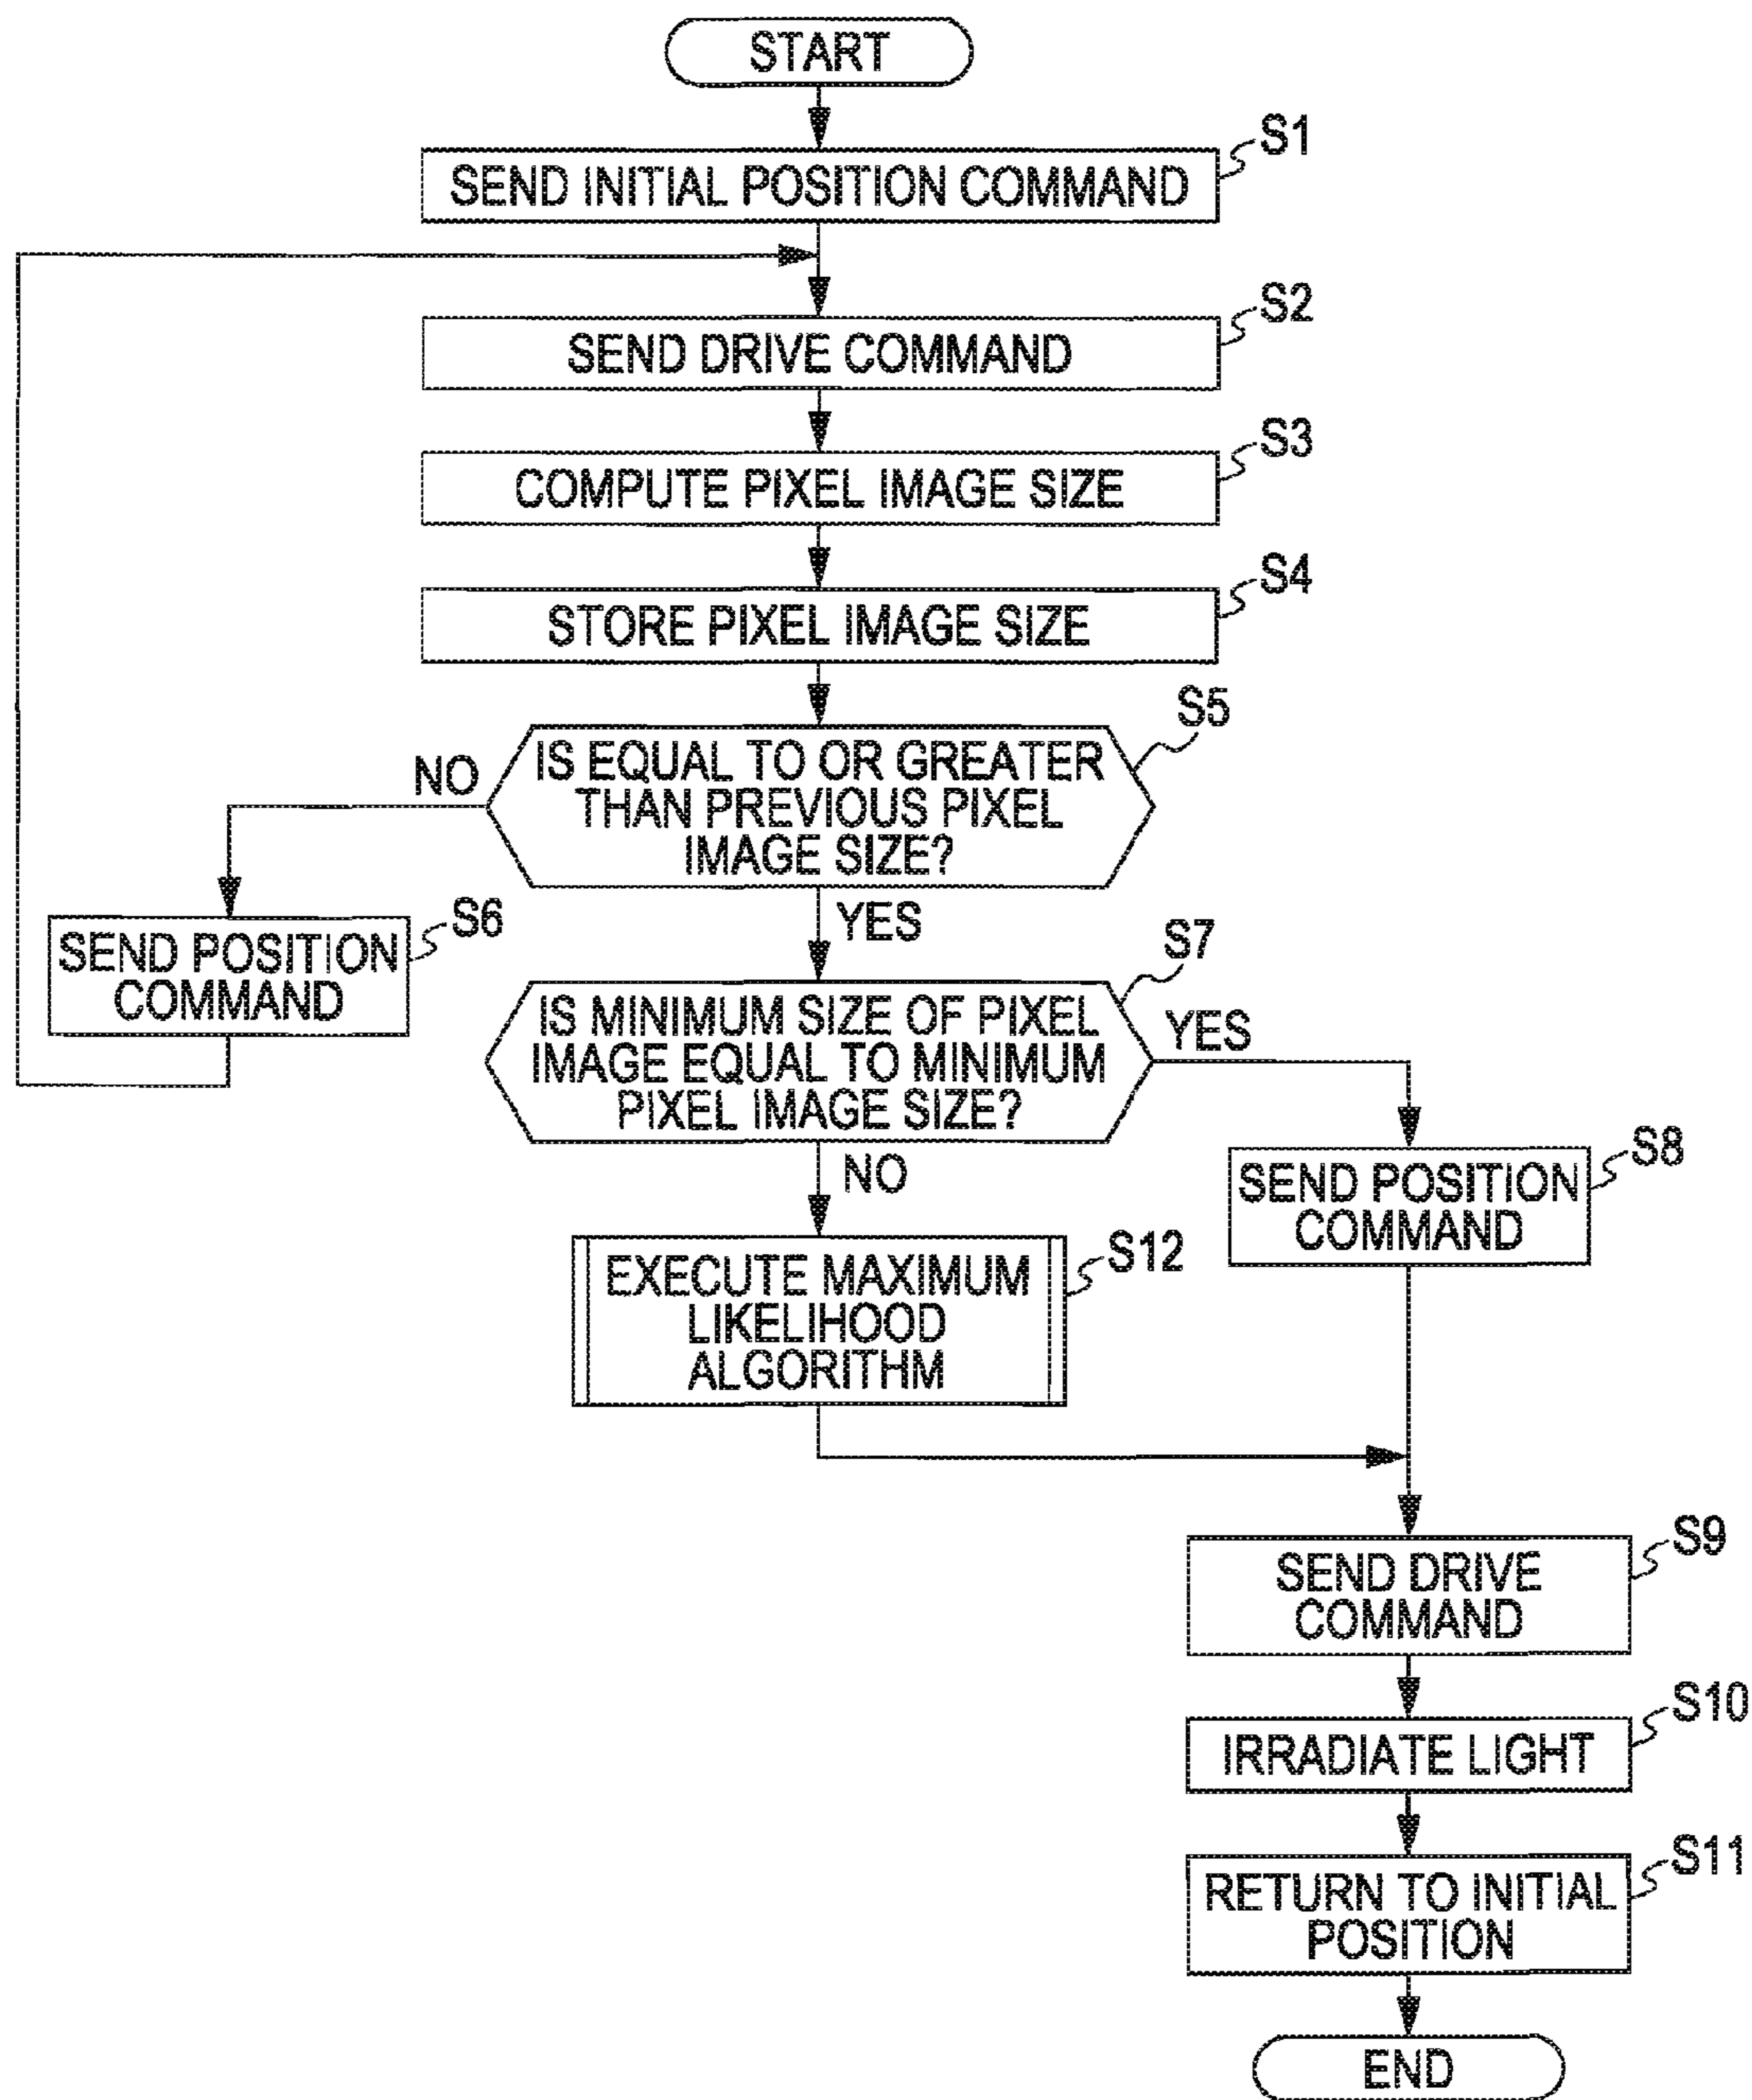 START
S1
SEND INITIAL POSITION COMMAND
S2
SEND DRIVE COMMAND
S3
COMPUTE PIXEL IMAGE SIZE
S4
STORE PIXEL IMAGE SIZE
S5
IS EQUAL TO OR GREATER
THAN PREVIOUS PIXEL
IMAGE SIZE?
NO
YES
S6
SEND POSITION
COMMAND
S7
IS MINIMUM SIZE OF PIXEL
IMAGE EQUAL TO MINIMUM
PIXEL IMAGE SIZE?
YES
NO
S8
SEND POSITION
COMMAND
S12
EXECUTE MAXIMUM
LIKELIHOOD
ALGORITHM
S9
SEND DRIVE
COMMAND
S10
IRRADIATE LIGHT
S11
RETURN TO INITIAL
POSITION
END